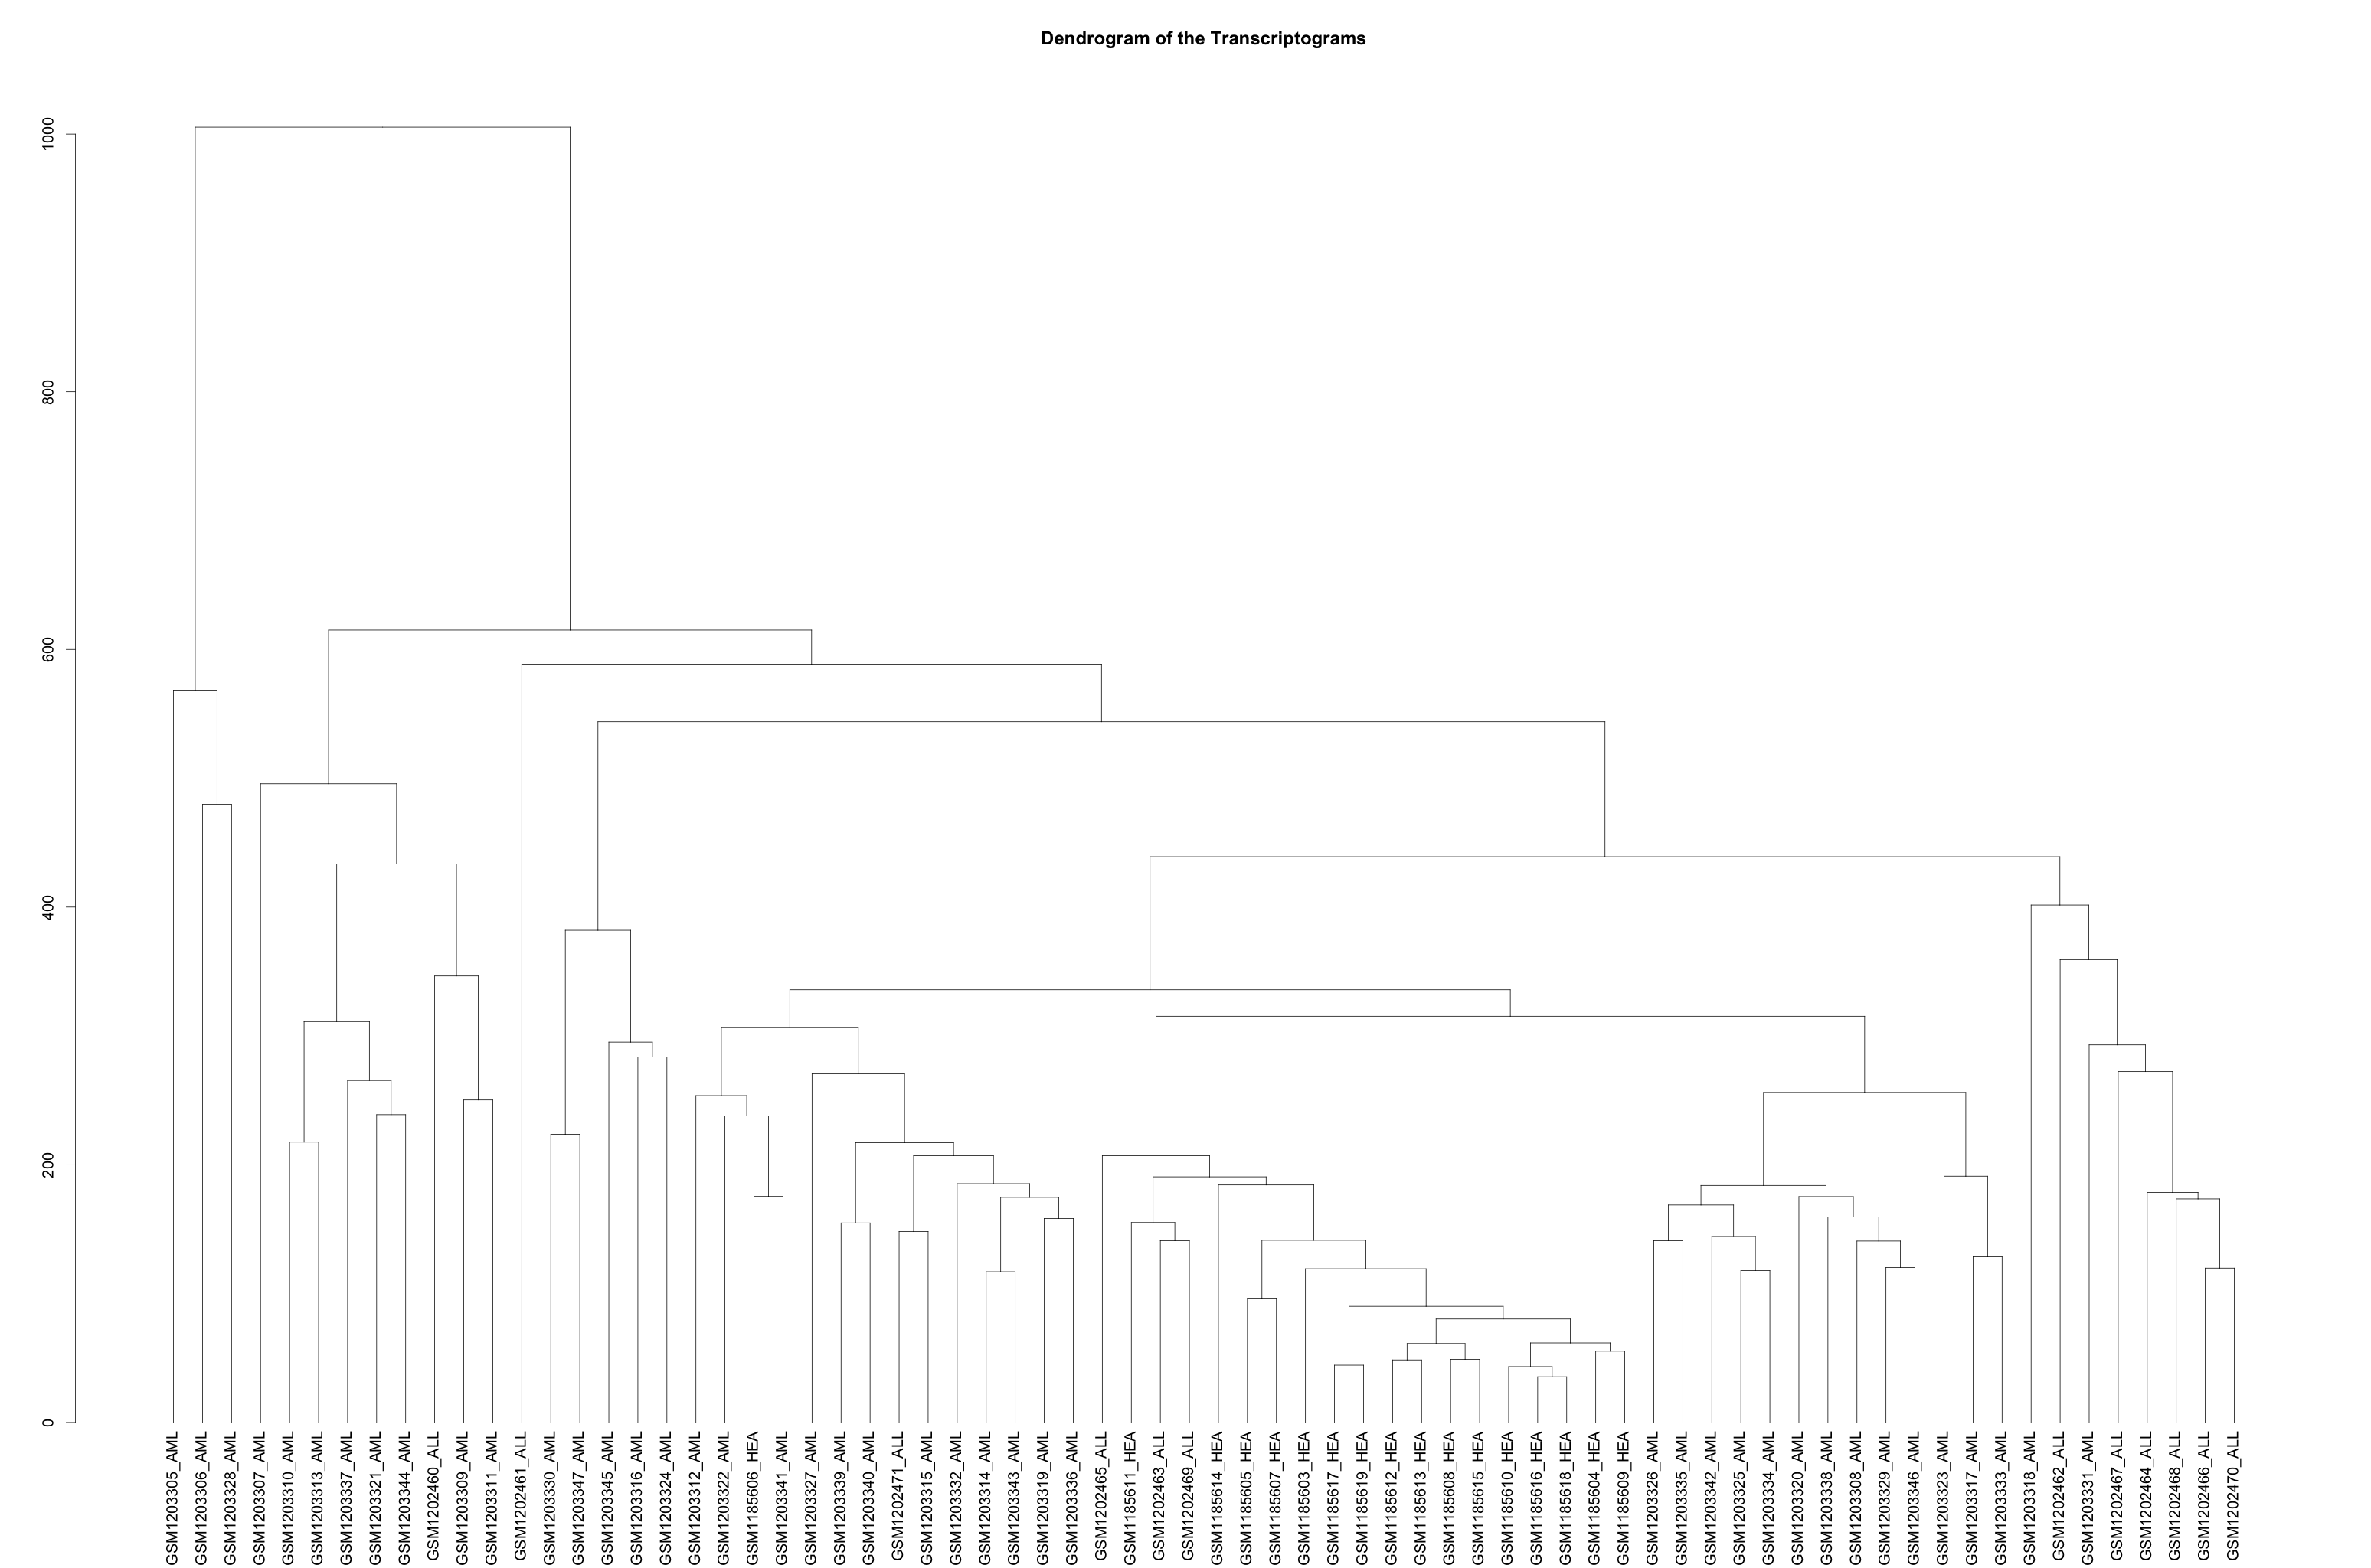 Dendrogram of the Transcriptograms
1000
800
600
400
200
0
GSM1203305_AML
GSM1203306_AML
GSM1203328_AML
GSM1203307_AML
GSM1203310_AML
GSM1203313_AML
GSM1203337_AML
GSM1203321_AML
GSM1203344_AML
GSM1202460_ALL
GSM1203309_AML
GSM1203311_AML
GSM1202461_ALL
GSM1203330_AML
GSM1203347_AML
GSM1203345_AML
GSM1203316_AML
GSM1203324_AML
GSM1203312_AML
GSM1203322_AML
GSM1185606_HEA
GSM1203341_AML
GSM1203327_AML
GSM1203339_AML
GSM1203340_AML
GSM1202471_ALL
GSM1203315_AML
GSM1203332_AML
GSM1203314_AML
GSM1203343_AML
GSM1203319_AML
GSM1203336_AML
GSM1202465_ALL
GSM1185611_HEA
GSM1202463_ALL
GSM1202469_ALL
GSM1185614_HEA
GSM1185605_HEA
GSM1185607_HEA
GSM1185603_HEA
GSM1185617_HEA
GSM1185619_HEA
GSM1185612_HEA
GSM1185613_HEA
GSM1185608_HEA
GSM1185615_HEA
GSM1185610_HEA
GSM1185616_HEA
GSM1185618_HEA
GSM1185604_HEA
GSM1185609_HEA
GSM1203326_AML
GSM1203335_AML
GSM1203342_AML
GSM1203325_AML
GSM1203334_AML
GSM1203320_AML
GSM1203338_AML
GSM1203308_AML
GSM1203329_AML
GSM1203346_AML
GSM1203323_AML
GSM1203317_AML
GSM1203333_AML
GSM1203318_AML
GSM1202462_ALL
GSM1203331_AML
GSM1202467_ALL
GSM1202464_ALL
GSM1202468_ALL
GSM1202466_ALL
GSM1202470_ALL